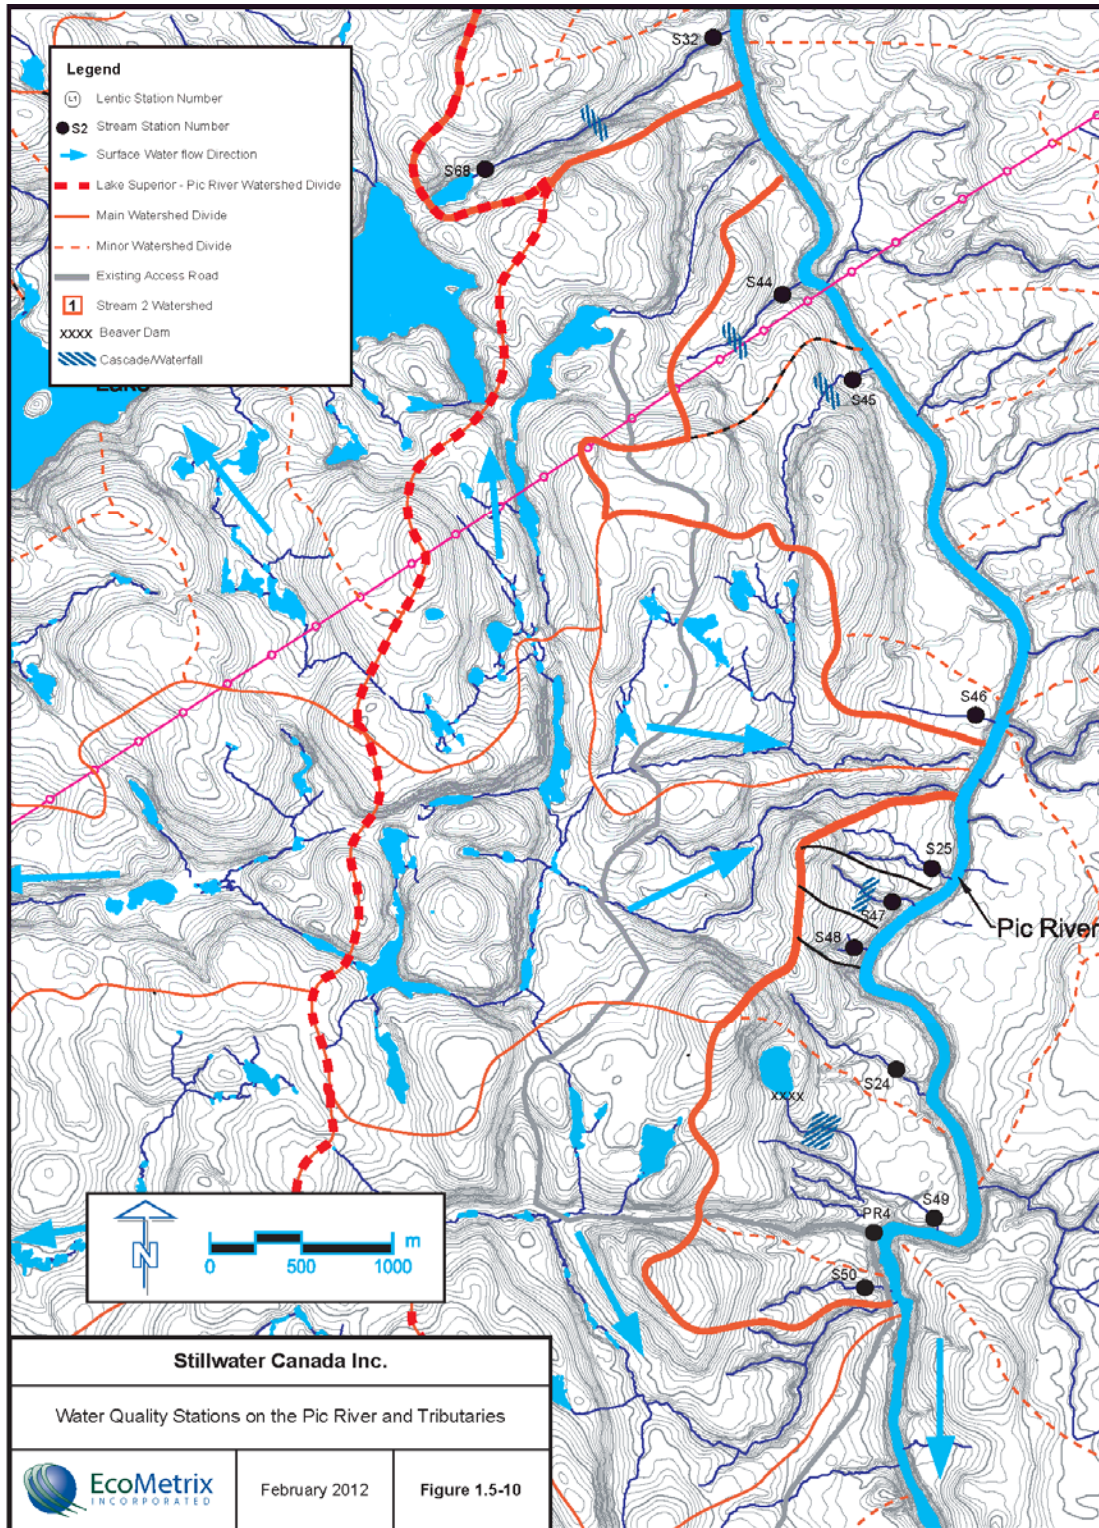 Legend
L1 Lentic Station Number
S2 Stream Station Number
Surface Water flow Direction
Lake Superior - Pic River Watershed Divide
Main Watershed Divide
Minor Watershed Divide
Existing Access Road
1 Stream 2 Watershed
xxxx Beaver Dam
Cascade/Waterfall
Lake
S32
S68
S44
S45
S46
S25
S47
Pic River
S48
S24
xxxx
S49
PR4
S50
N
m
0 500 1000
Stillwater Canada Inc.
Water Quality Stations on the Pic River and Tributaries
EcoMetrix
INCORPORATED
February 2012
Figure 1.5-10